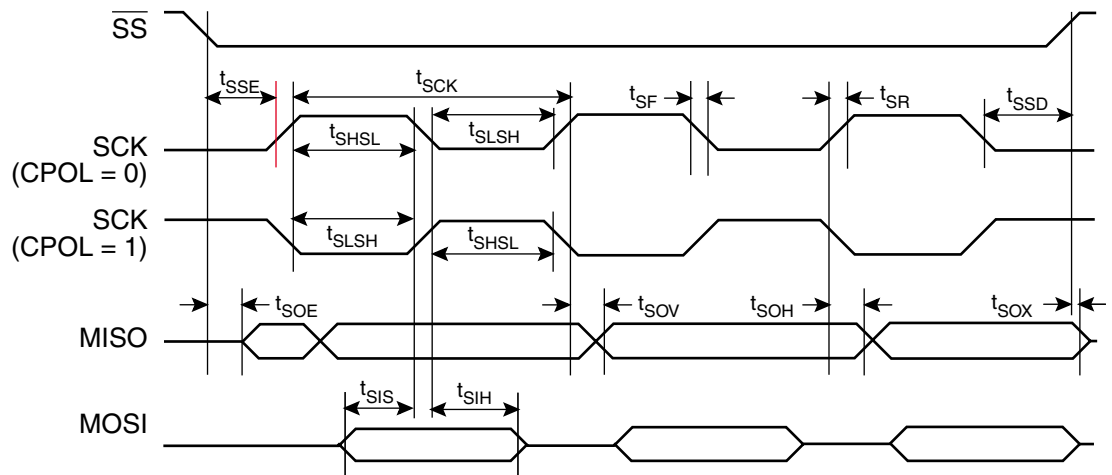 SS
tSSE
tSCK
tSF
tSR
tSSD
SCK
(CPOL = 0)
tSHSL
tSLSH
SCK
(CPOL = 1)
tSLSH
tSHSL
tSOE
tSOV
tSOH
tSOX
MISO
tSIS
tSIH
MOSI